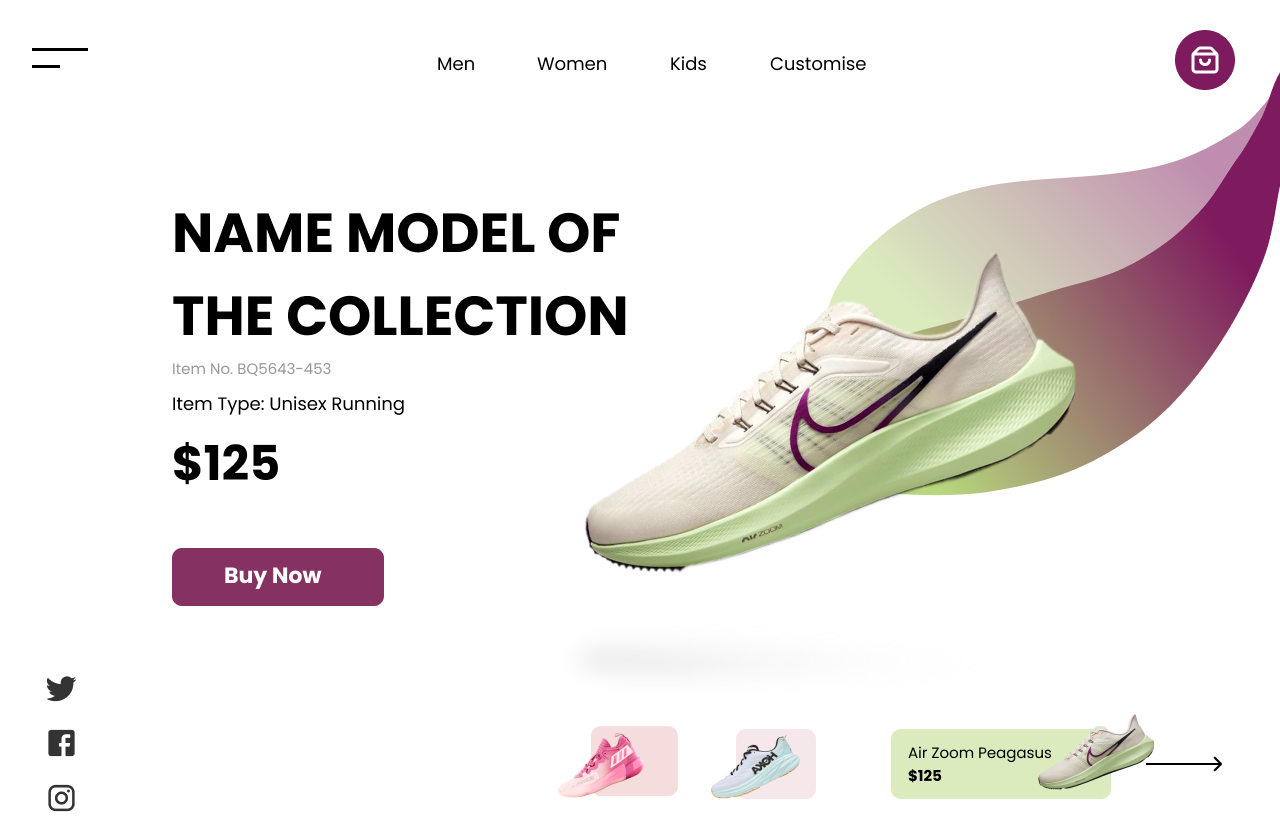 Men Women Kids Customise
NAME MODEL OF
THE COLLECTION
Item No. BQ5643-453
Item Type: Unisex Running
$125
Buy Now
ZOOM
Air Zoom Peagasus
$125